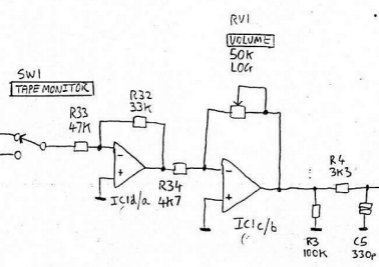 RV1
VOLUME
50K
LOG
SW1
TAPE MONITOR
R33
47K
R32
33K
-
+
IC1d/a
R34
4K7
-
+
IC1c/b
R3
100K
R4
3K3
C5
330p